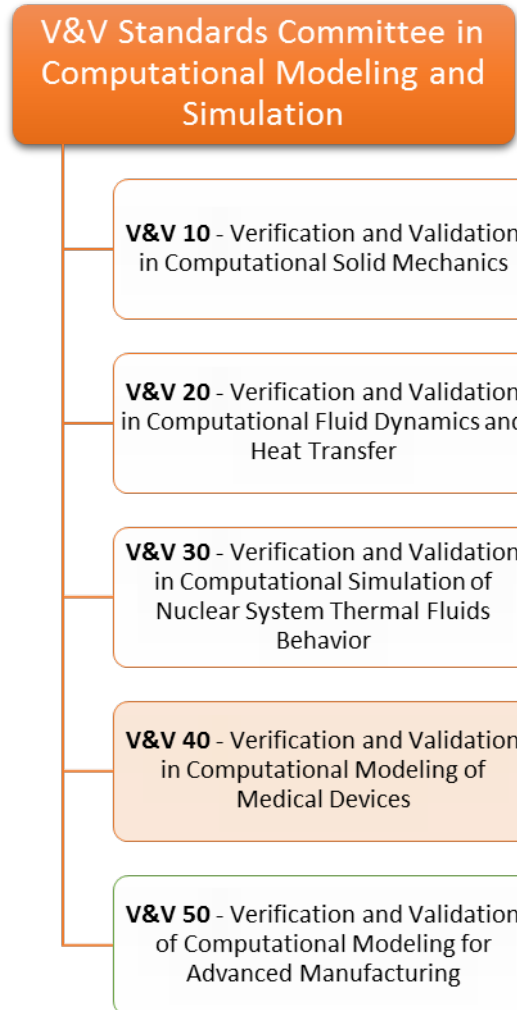 V&V Standards Committee in
Computational Modeling and
Simulation
V&V 10 - Verification and Validation
in Computational Solid Mechanics
V&V 20 - Verification and Validation
in Computational Fluid Dynamics and
Heat Transfer
V&V 30 - Verification and Validation
in Computational Simulation of
Nuclear System Thermal Fluids
Behavior
V&V 40 - Verification and Validation
in Computational Modeling of
Medical Devices
V&V 50 - Verification and Validation
of Computational Modeling for
Advanced Manufacturing